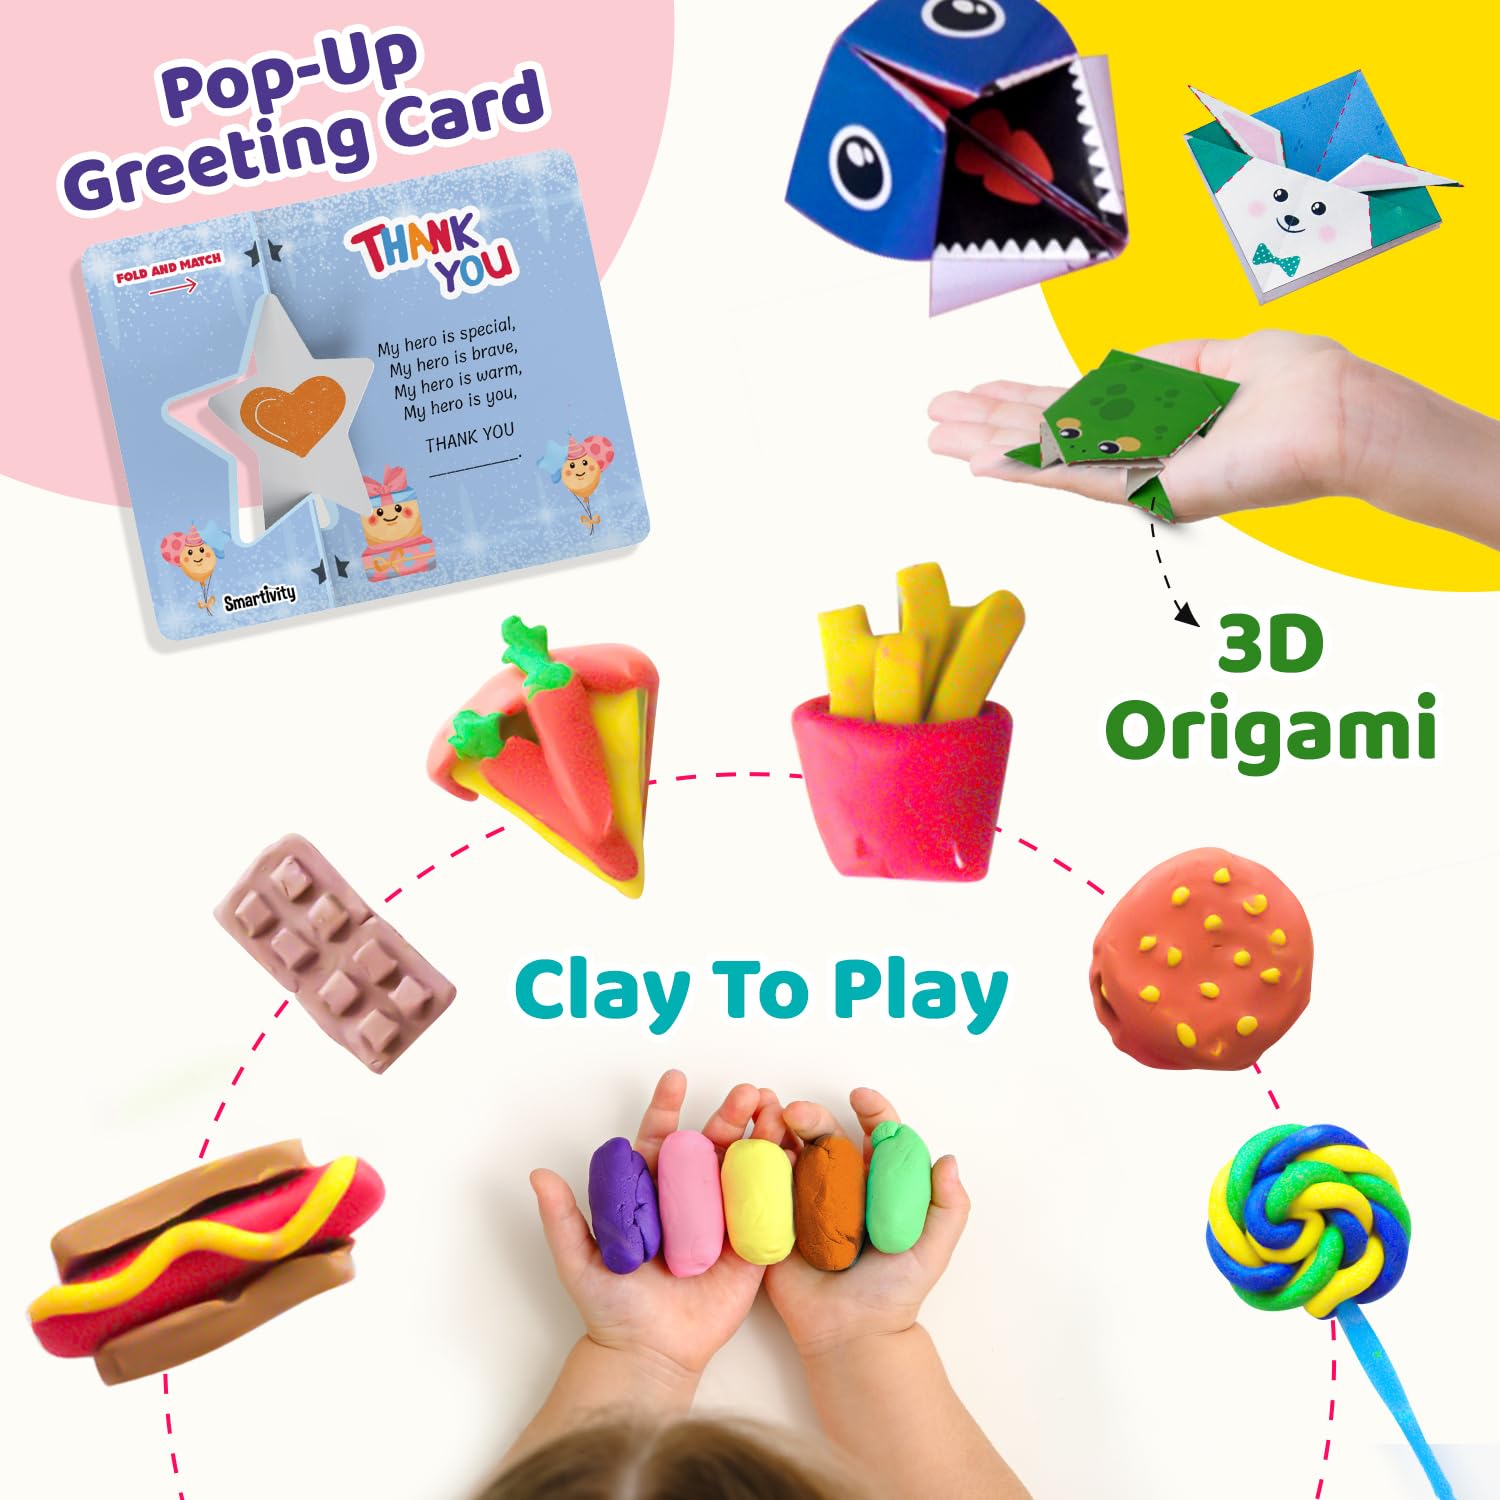 Pop-Up
Greeting Card
FOLD AND MATCH
THANK
YOU
My hero is special,
My hero is brave,
My hero is warm,
My hero is you,
THANK YOU
____________.
Smartivity
3D
Origami
Clay To Play